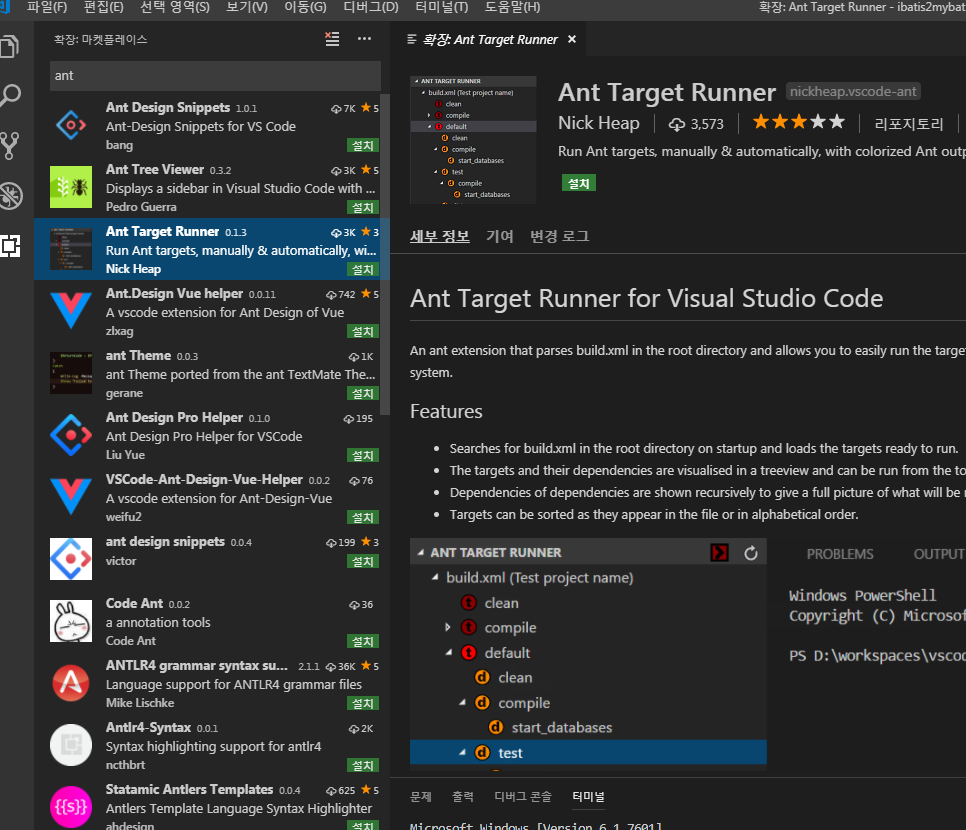 파일(F) 편집(E) 선택 영역(S) 보기(V) 이동(G) 디버그(D) 터미널(T) 도움말(H) 확장: Ant Target Runner - ibatis2mybat
확장: 마켓플레이스
ant
Ant Design Snippets 1.0.1 7K 5
Ant-Design Snippets for VS Code
bang 설치
Ant Tree Viewer 0.3.2 3K 5
Displays a sidebar in Visual Studio Code with ...
Pedro Guerra 설치
Ant Target Runner 0.1.3 3K 3
Run Ant targets, manually & automatically, wi...
Nick Heap 설치
Ant.Design Vue helper 0.0.11 742 5
A vscode extension for Ant Design of Vue
zlxag 설치
ant Theme 0.0.3 1K
ant Theme ported from the ant TextMate The...
gerane 설치
Ant Design Pro Helper 0.1.0 195
Ant Design Pro Helper for VSCode
Liu Yue 설치
VSCode-Ant-Design-Vue-Helper 0.0.2 76
A vscode extension for Ant-Design-Vue
weifu2 설치
ant design snippets 0.0.4 199 3
victor 설치
Code Ant 0.0.2 36
a annotation tools
Code Ant 설치
ANTLR4 grammar syntax su... 2.1.1 36K 5
Language support for ANTLR4 grammar files
Mike Lischke 설치
Antlr4-Syntax 0.0.1 2K
Syntax highlighting support for antlr4
ncthbrt 설치
Statamic Antlers Templates 0.0.4 625 5
Antlers Template Language Syntax Highlighter
ahdesign 설치
확장: Ant Target Runner
ANT TARGET RUNNER
build.xml (Test project name)
clean
compile
default
clean
compile
start_databases
test
compile
start_databases
Ant Target Runner nickheap.vscode-ant
Nick Heap 3,573 리포지토리
Run Ant targets, manually & automatically, with colorized Ant outp
설치
세부 정보 기여 변경 로그
Ant Target Runner for Visual Studio Code
An ant extension that parses build.xml in the root directory and allows you to easily run the target
system.
Features
• Searches for build.xml in the root directory on startup and loads the targets ready to run.
• The targets and their dependencies are visualised in a treeview and can be run from the to
• Dependencies of dependencies are shown recursively to give a full picture of what will be r
• Targets can be sorted as they appear in the file or in alphabetical order.
ANT TARGET RUNNER
build.xml (Test project name)
clean
compile
default
clean
compile
start_databases
test
PROBLEMS OUTPUT
Windows PowerShell
Copyright (C) Microsof
PS D:\workspaces\vscod
문제 출력 디버그 콘솔 터미널
Microsoft Windows [Version 6.1.7601]